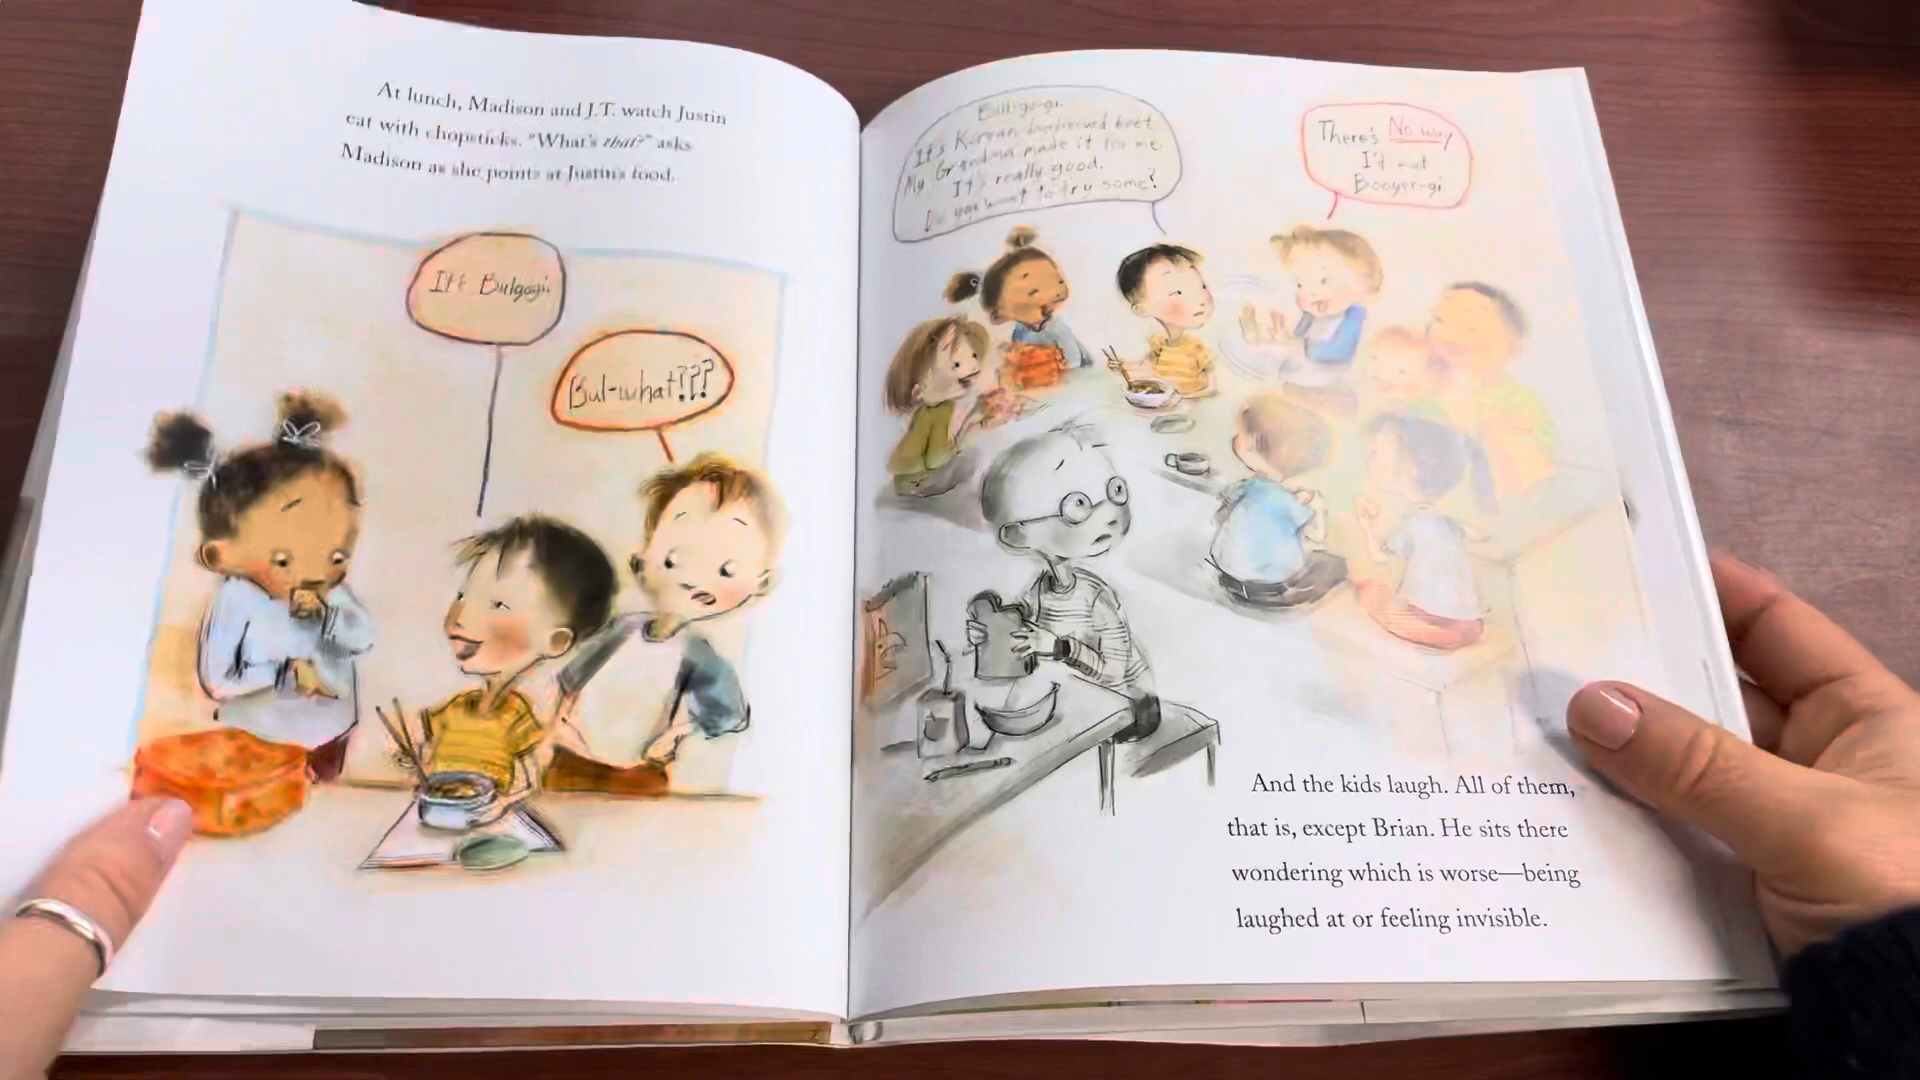 At lunch, Madison and J.T. watch Justin
eat with chopsticks. "What's that?" asks
Madison as she points at Justin's food.
It's Bulgogi.
Bul-what???
Bul-go-gi.
It's Korean barbecued beef.
My Grandma made it for me.
It's really good.
Do you want to try some?
There's No way
I'd eat
Booger-gi.
And the kids laugh. All of them,
that is, except Brian. He sits there
wondering which is worse—being
laughed at or feeling invisible.